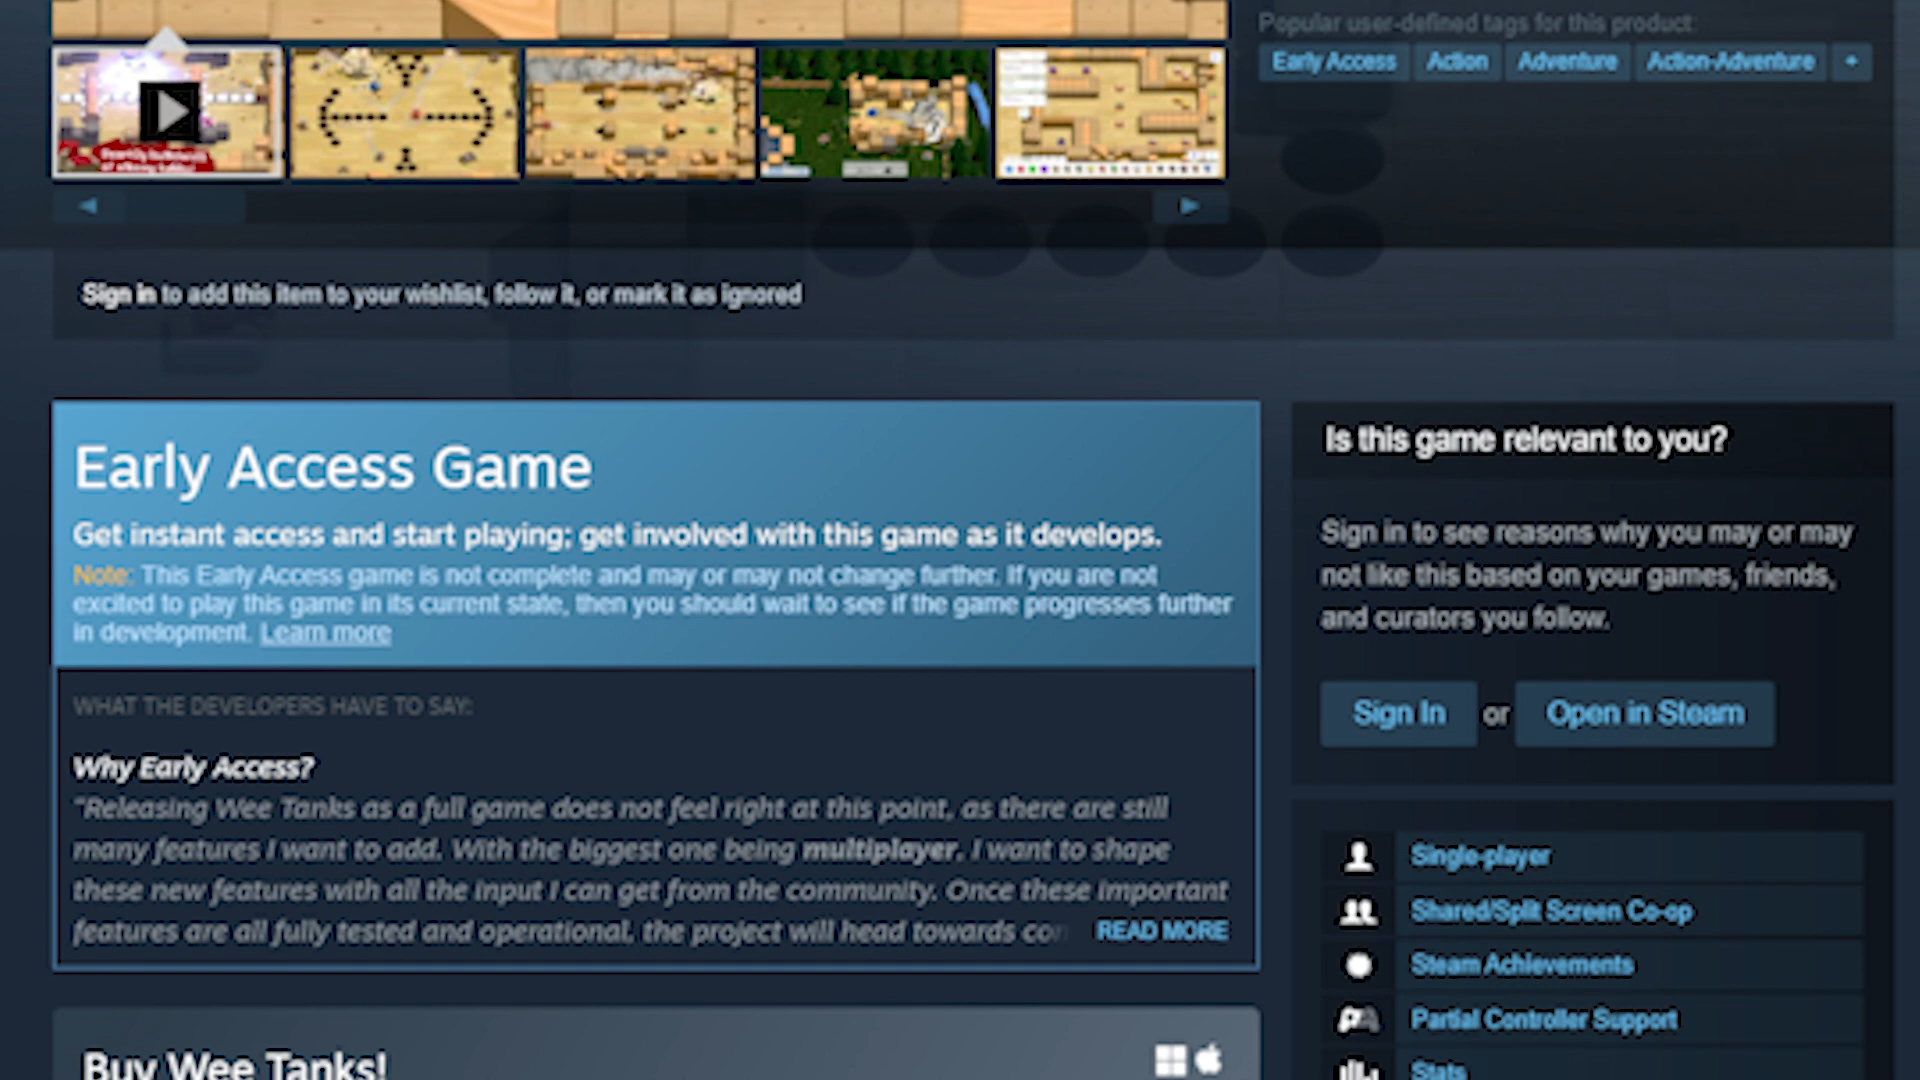 Popular user-defined tags for this product:
Early Access Action Adventure Action-Adventure +
Sign in to add this item to your wishlist, follow it, or mark it as ignored
Early Access Game
Get instant access and start playing; get involved with this game as it develops.
Note: This Early Access game is not complete and may or may not change further. If you are not
excited to play this game in its current state, then you should wait to see if the game progresses further
in development. Learn more
WHAT THE DEVELOPERS HAVE TO SAY:
Why Early Access?
"Releasing Wee Tanks as a full game does not feel right at this point, as there are still
many features I want to add. With the biggest one being multiplayer. I want to shape
these new features with all the input I can get from the community. Once these important
features are all fully tested and operational, the project will head towards con READ MORE
Buy Wee Tanks!
Is this game relevant to you?
Sign in to see reasons why you may or may
not like this based on your games, friends,
and curators you follow.
Sign In or Open in Steam
Single-player
Shared/Split Screen Co-op
Steam Achievements
Partial Controller Support
Stats